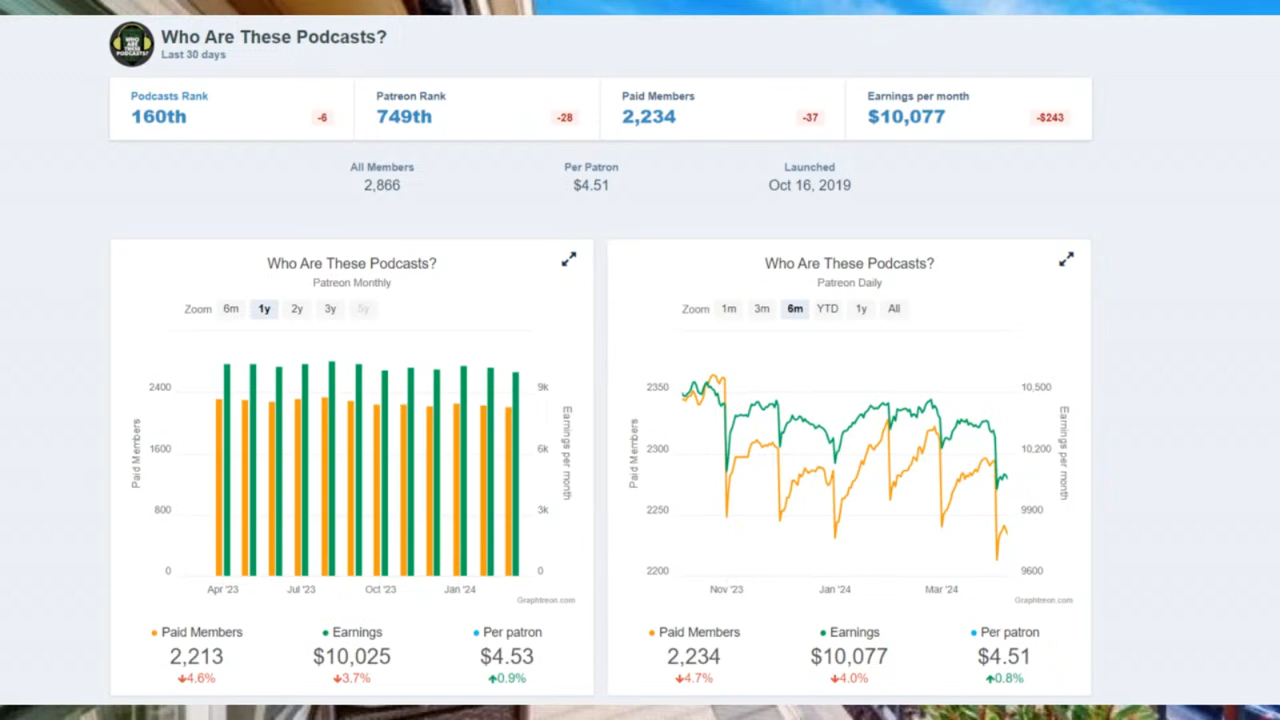 WHO ARE THESE PODCASTS?
Who Are These Podcasts?
Last 30 days
Podcasts Rank
160th -6
Patreon Rank
749th -28
Paid Members
2,234 -37
Earnings per month
$10,077 -$243
All Members
2,866
Per Patron
$4.51
Launched
Oct 16, 2019
Who Are These Podcasts?
Patreon Monthly
Zoom 6m 1y 2y 3y 5y
2400
1600
800
0
Paid Members
9k
6k
3k
0
Earnings per month
Apr '23 Jul '23 Oct '23 Jan '24
Graphtreon.com
Paid Members Earnings Per patron
2,213 $10,025 $4.53
4.6% 3.7% 0.9%
Who Are These Podcasts?
Patreon Daily
Zoom 1m 3m 6m YTD 1y All
2350
2300
2250
2200
Paid Members
10,500
10,200
9900
9600
Earnings per month
Nov '23 Jan '24 Mar '24
Graphtreon.com
Paid Members Earnings Per patron
2,234 $10,077 $4.51
4.7% 4.0% 0.8%